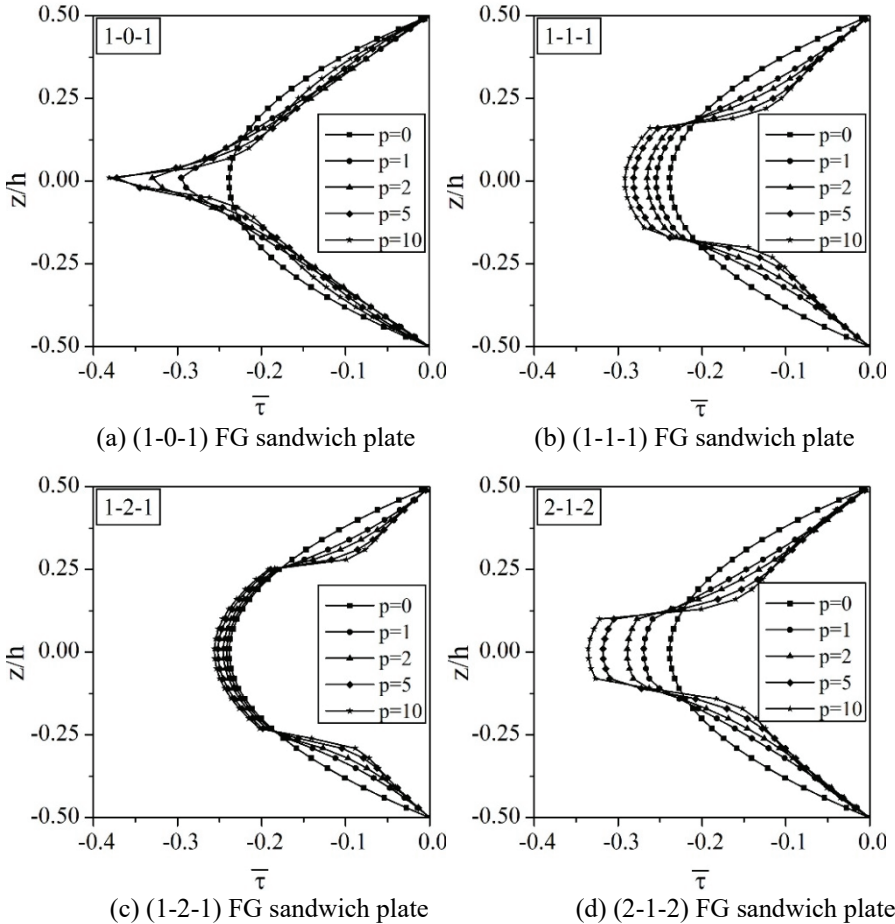 0.50
1-0-1
0.25
p=0
p=1
z/h
0.00
p=2
p=5
p=10
-0.25
-0.50
-0.4 -0.3 -0.2 -0.1 0.0
τ̅
(a) (1-0-1) FG sandwich plate
0.50
1-1-1
0.25
p=0
p=1
z/h
0.00
p=2
p=5
p=10
-0.25
-0.50
-0.4 -0.3 -0.2 -0.1 0.0
τ̅
(b) (1-1-1) FG sandwich plate
0.50
1-2-1
0.25
p=0
p=1
z/h
0.00
p=2
p=5
p=10
-0.25
-0.50
-0.4 -0.3 -0.2 -0.1 0.0
τ̅
(c) (1-2-1) FG sandwich plate
0.50
2-1-2
0.25
p=0
p=1
z/h
0.00
p=2
p=5
p=10
-0.25
-0.50
-0.4 -0.3 -0.2 -0.1 0.0
τ̅
(d) (2-1-2) FG sandwich plate